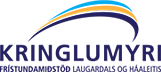 KRINGLUMÝRI
FRÍSTUNDAMIÐSTÖÐ LAUGARDALS OG HÁALEITIS